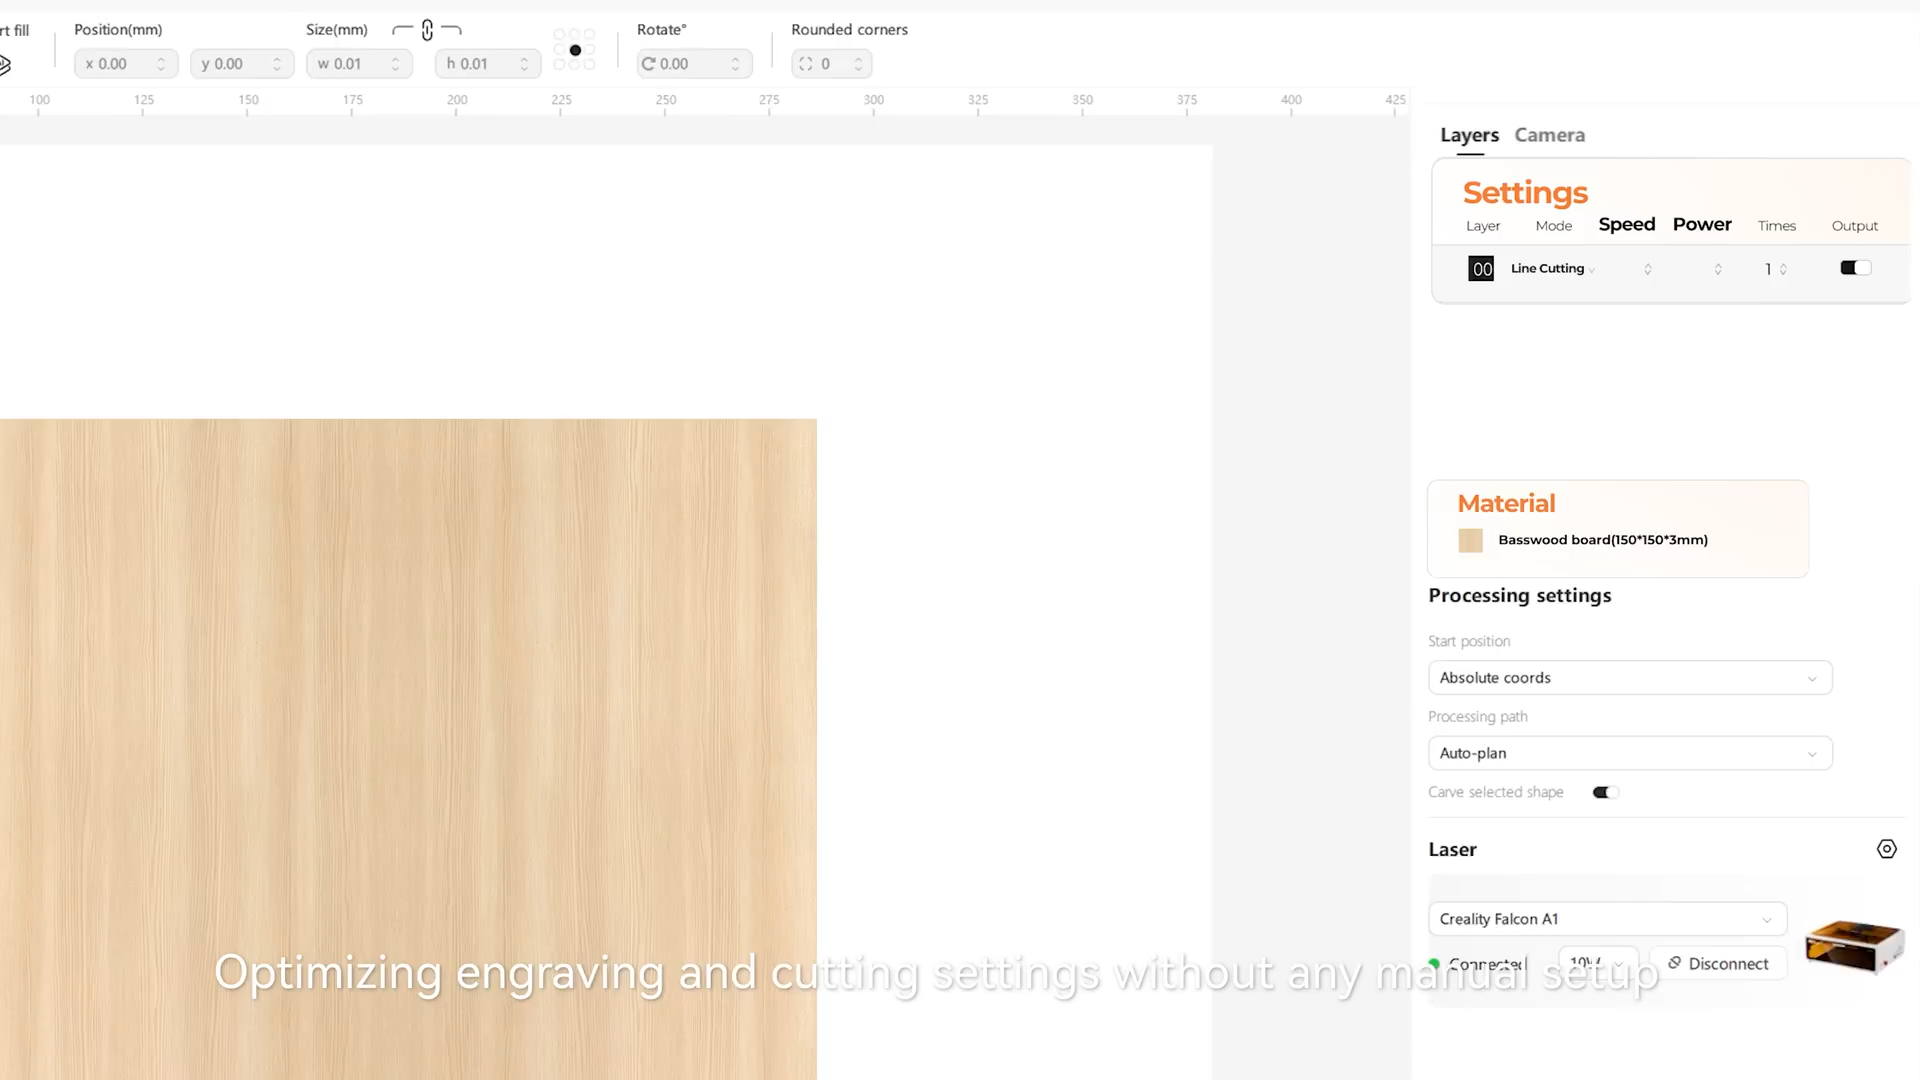 rt fill
Position(mm)
Size(mm)
Rotate°
Rounded corners
x 0.00
y 0.00
w 0.01
h 0.01
0.00
0
100 125 150 175 200 225 250 275 300 325 350 375 400 425
Layers Camera
Settings
Layer Mode Speed Power Times Output
00 Line Cutting 1
Material
Basswood board(150*150*3mm)
Processing settings
Start position
Absolute coords
Processing path
Auto-plan
Carve selected shape
Laser
Creality Falcon A1
Connected 10W Disconnect
Optimizing engraving and cutting settings without any manual setup